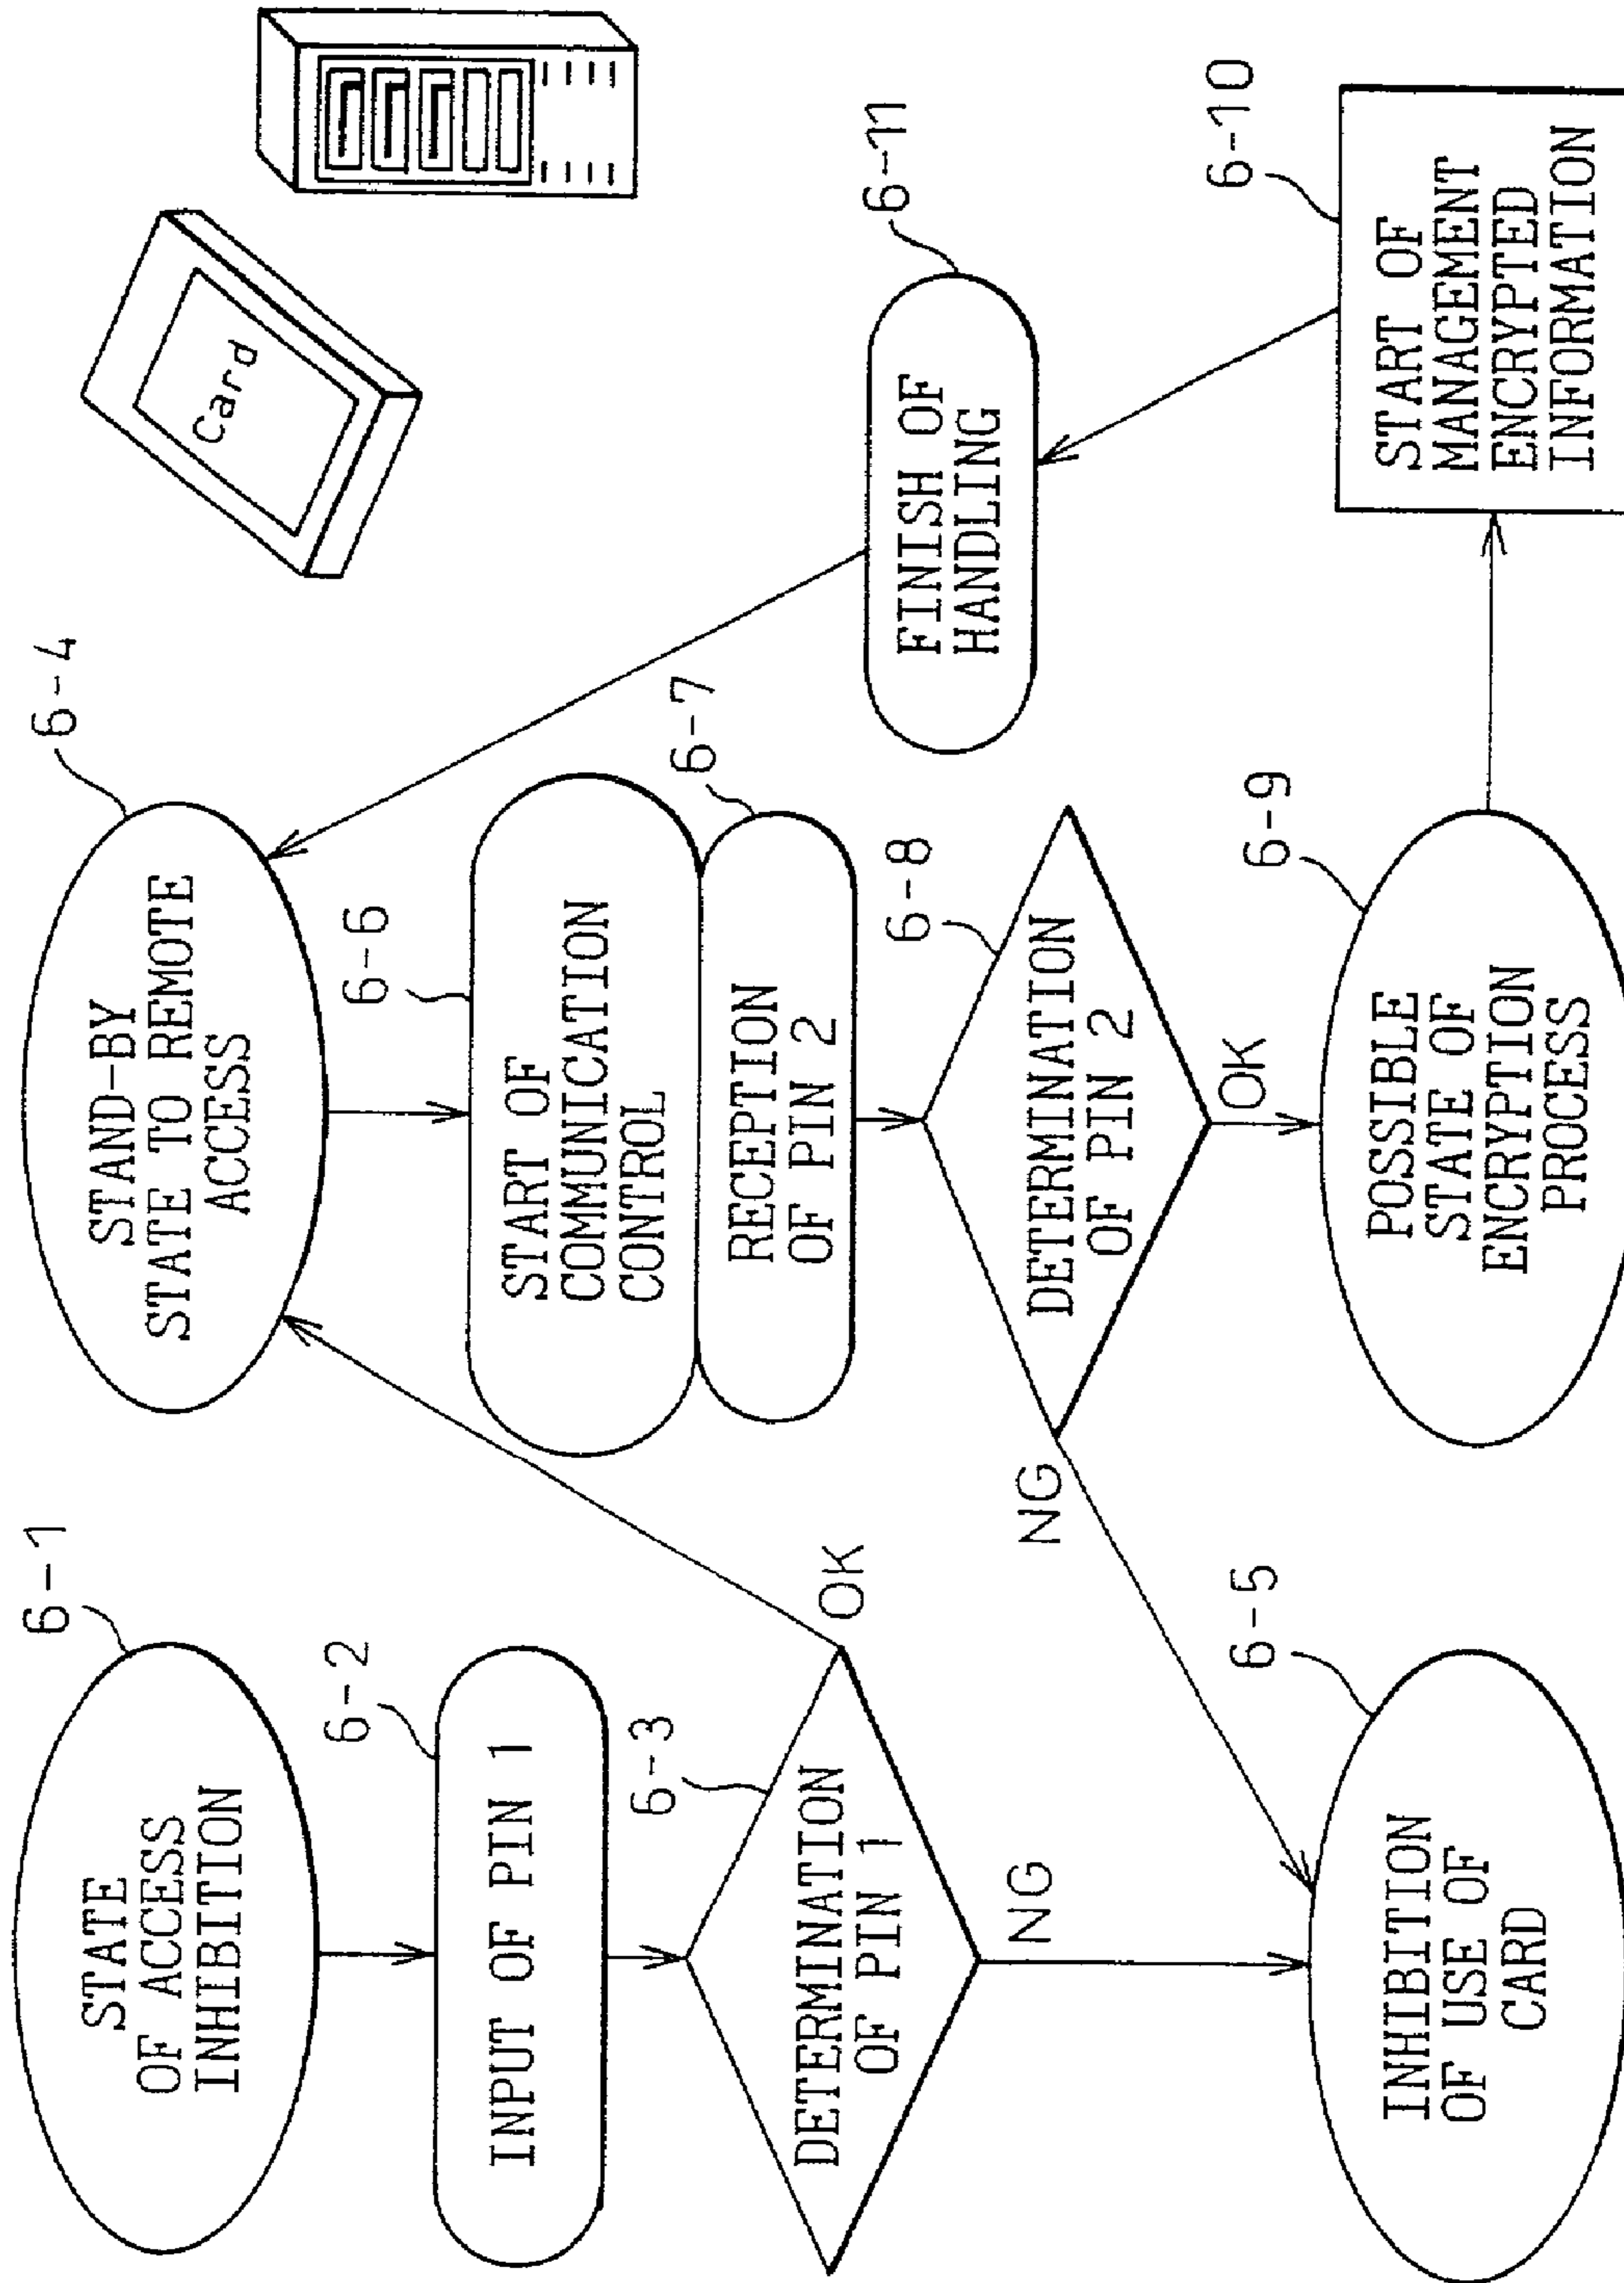 6-1
STATE
OF ACCESS
INHIBITION
6-2
INPUT OF PIN 1
6-3
DETERMINATION
OF PIN 1
OK
NG
6-5
INHIBITION
OF USE OF
CARD
6-4
STAND-BY
STATE TO REMOTE
ACCESS
6-6
START OF
COMMUNICATION
CONTROL
6-7
RECEPTION
OF PIN 2
6-8
DETERMINATION
OF PIN 2
NG
OK
6-9
POSSIBLE
STATE OF
ENCRYPTION
PROCESS
Card
6-11
FINISH OF
HANDLING
6-10
START OF
MANAGEMENT
ENCRYPTED
INFORMATION